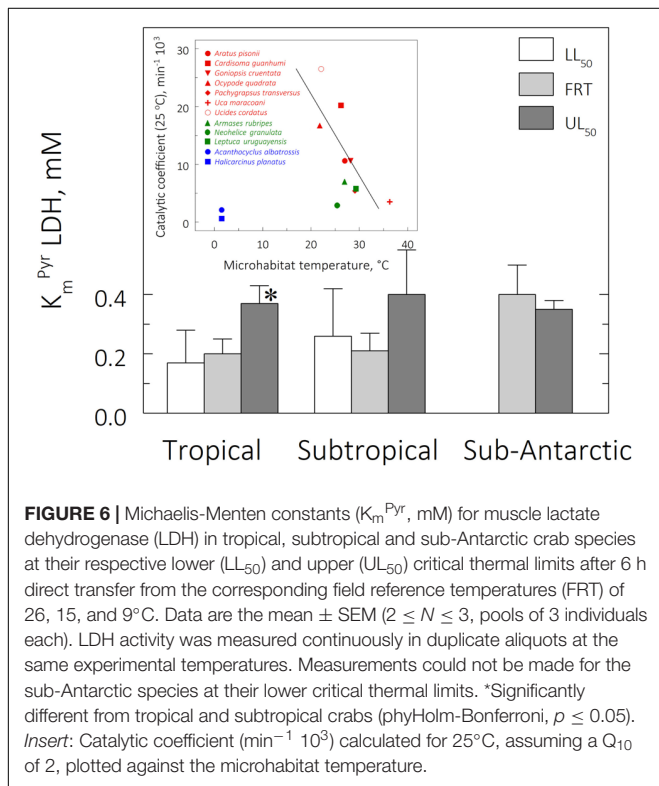 LL50
FRT
UL50
Km^Pyr LDH, mM
0.4
0.2
0.0
*
Tropical
Subtropical
Sub-Antarctic
Catalytic coefficient (25 °C), min-1 10^3
30
20
10
0
Aratus pisonii
Cardisoma guanhumi
Goniopsis cruentata
Ocypode quadrata
Pachygrapsus transversus
Uca maracoani
Ucides cordatus
Armases rubripes
Neohelice granulata
Leptuca uruguayensis
Acanthocyclus albatrossis
Halicarcinus planatus
0 10 20 30 40
Microhabitat temperature, °C
FIGURE 6 | Michaelis-Menten constants (Km^Pyr, mM) for muscle lactate
dehydrogenase (LDH) in tropical, subtropical and sub-Antarctic crab species
at their respective lower (LL50) and upper (UL50) critical thermal limits after 6 h
direct transfer from the corresponding field reference temperatures (FRT) of
26, 15, and 9°C. Data are the mean ± SEM (2 ≤ N ≤ 3, pools of 3 individuals
each). LDH activity was measured continuously in duplicate aliquots at the
same experimental temperatures. Measurements could not be made for the
sub-Antarctic species at their lower critical thermal limits. *Significantly
different from tropical and subtropical crabs (phyHolm-Bonferroni, p ≤ 0.05).
Insert: Catalytic coefficient (min−1 10^3) calculated for 25°C, assuming a Q10
of 2, plotted against the microhabitat temperature.